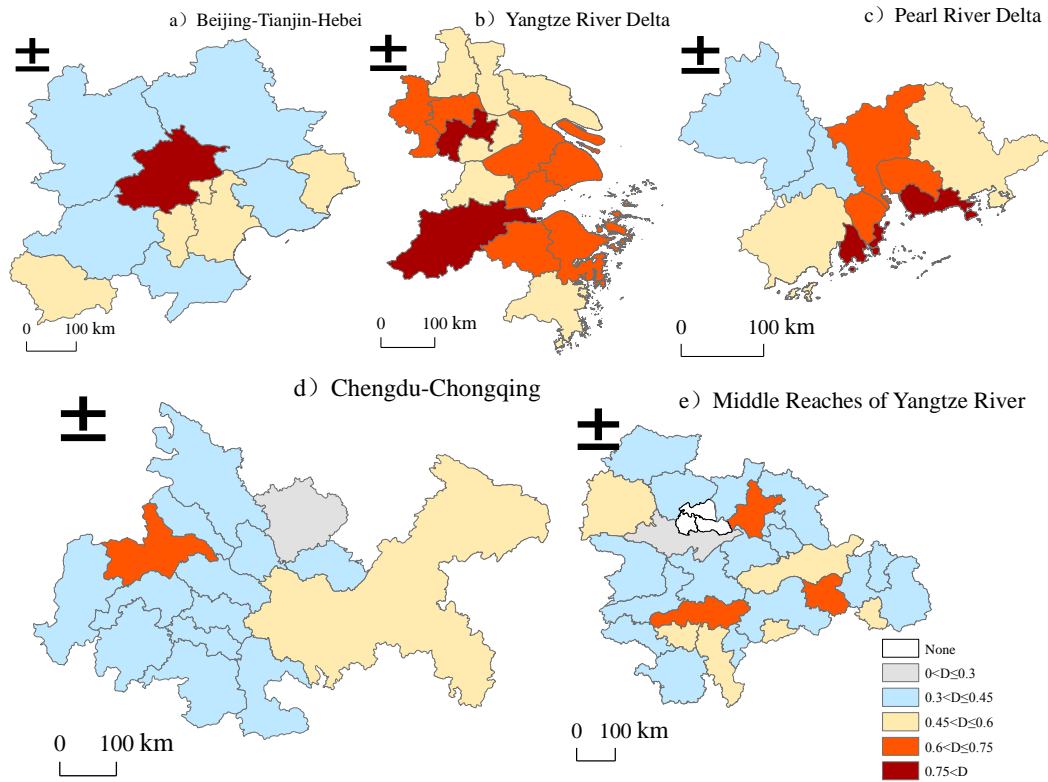 a）Beijing-Tianjin-Hebei
b）Yangtze River Delta
c）Pearl River Delta
0 100 km
0 100 km
0 100 km
d）Chengdu-Chongqing
e）Middle Reaches of Yangtze River
None
0<D≤0.3
0.3<D≤0.45
0.45<D≤0.6
0.6<D≤0.75
0.75<D
0 100 km
0 100 km